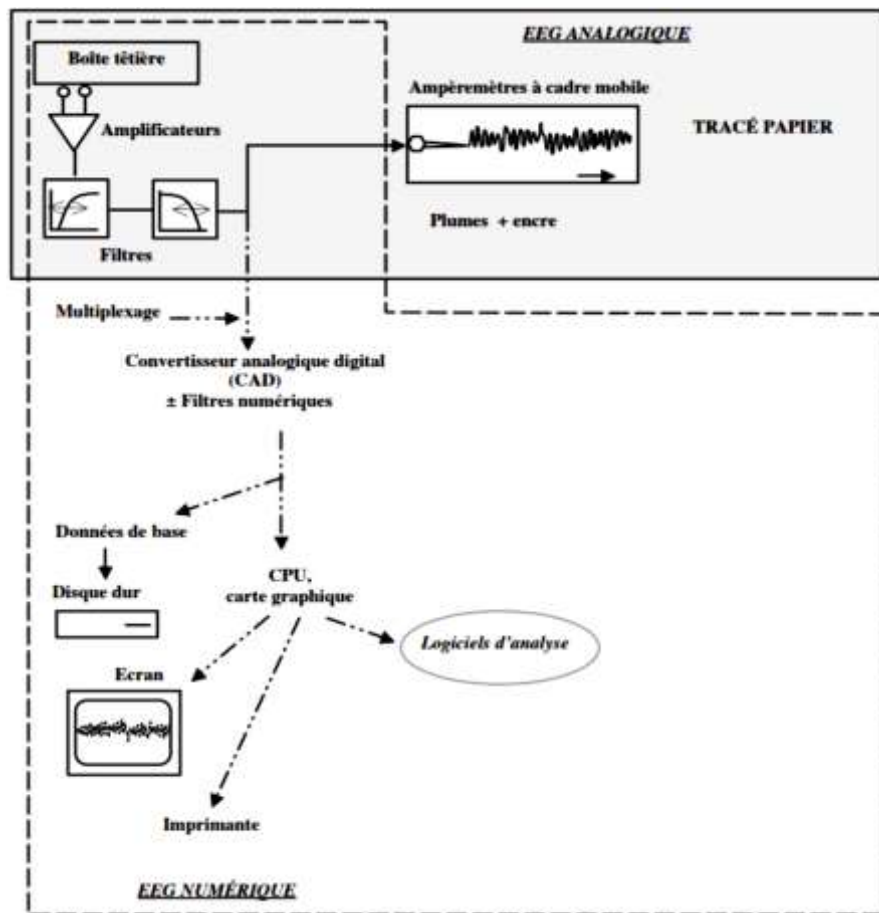 EEG ANALOGIQUE
Boîte têtière
Ampèremètres à cadre mobile
Amplificateurs
TRACÉ PAPIER
Plumes + encre
Filtres
Multiplexage
Convertisseur analogique digital
(CAD)
± Filtres numériques
Données de base
CPU,
carte graphique
Disque dur
Logiciels d'analyse
Ecran
Imprimante
EEG NUMÉRIQUE